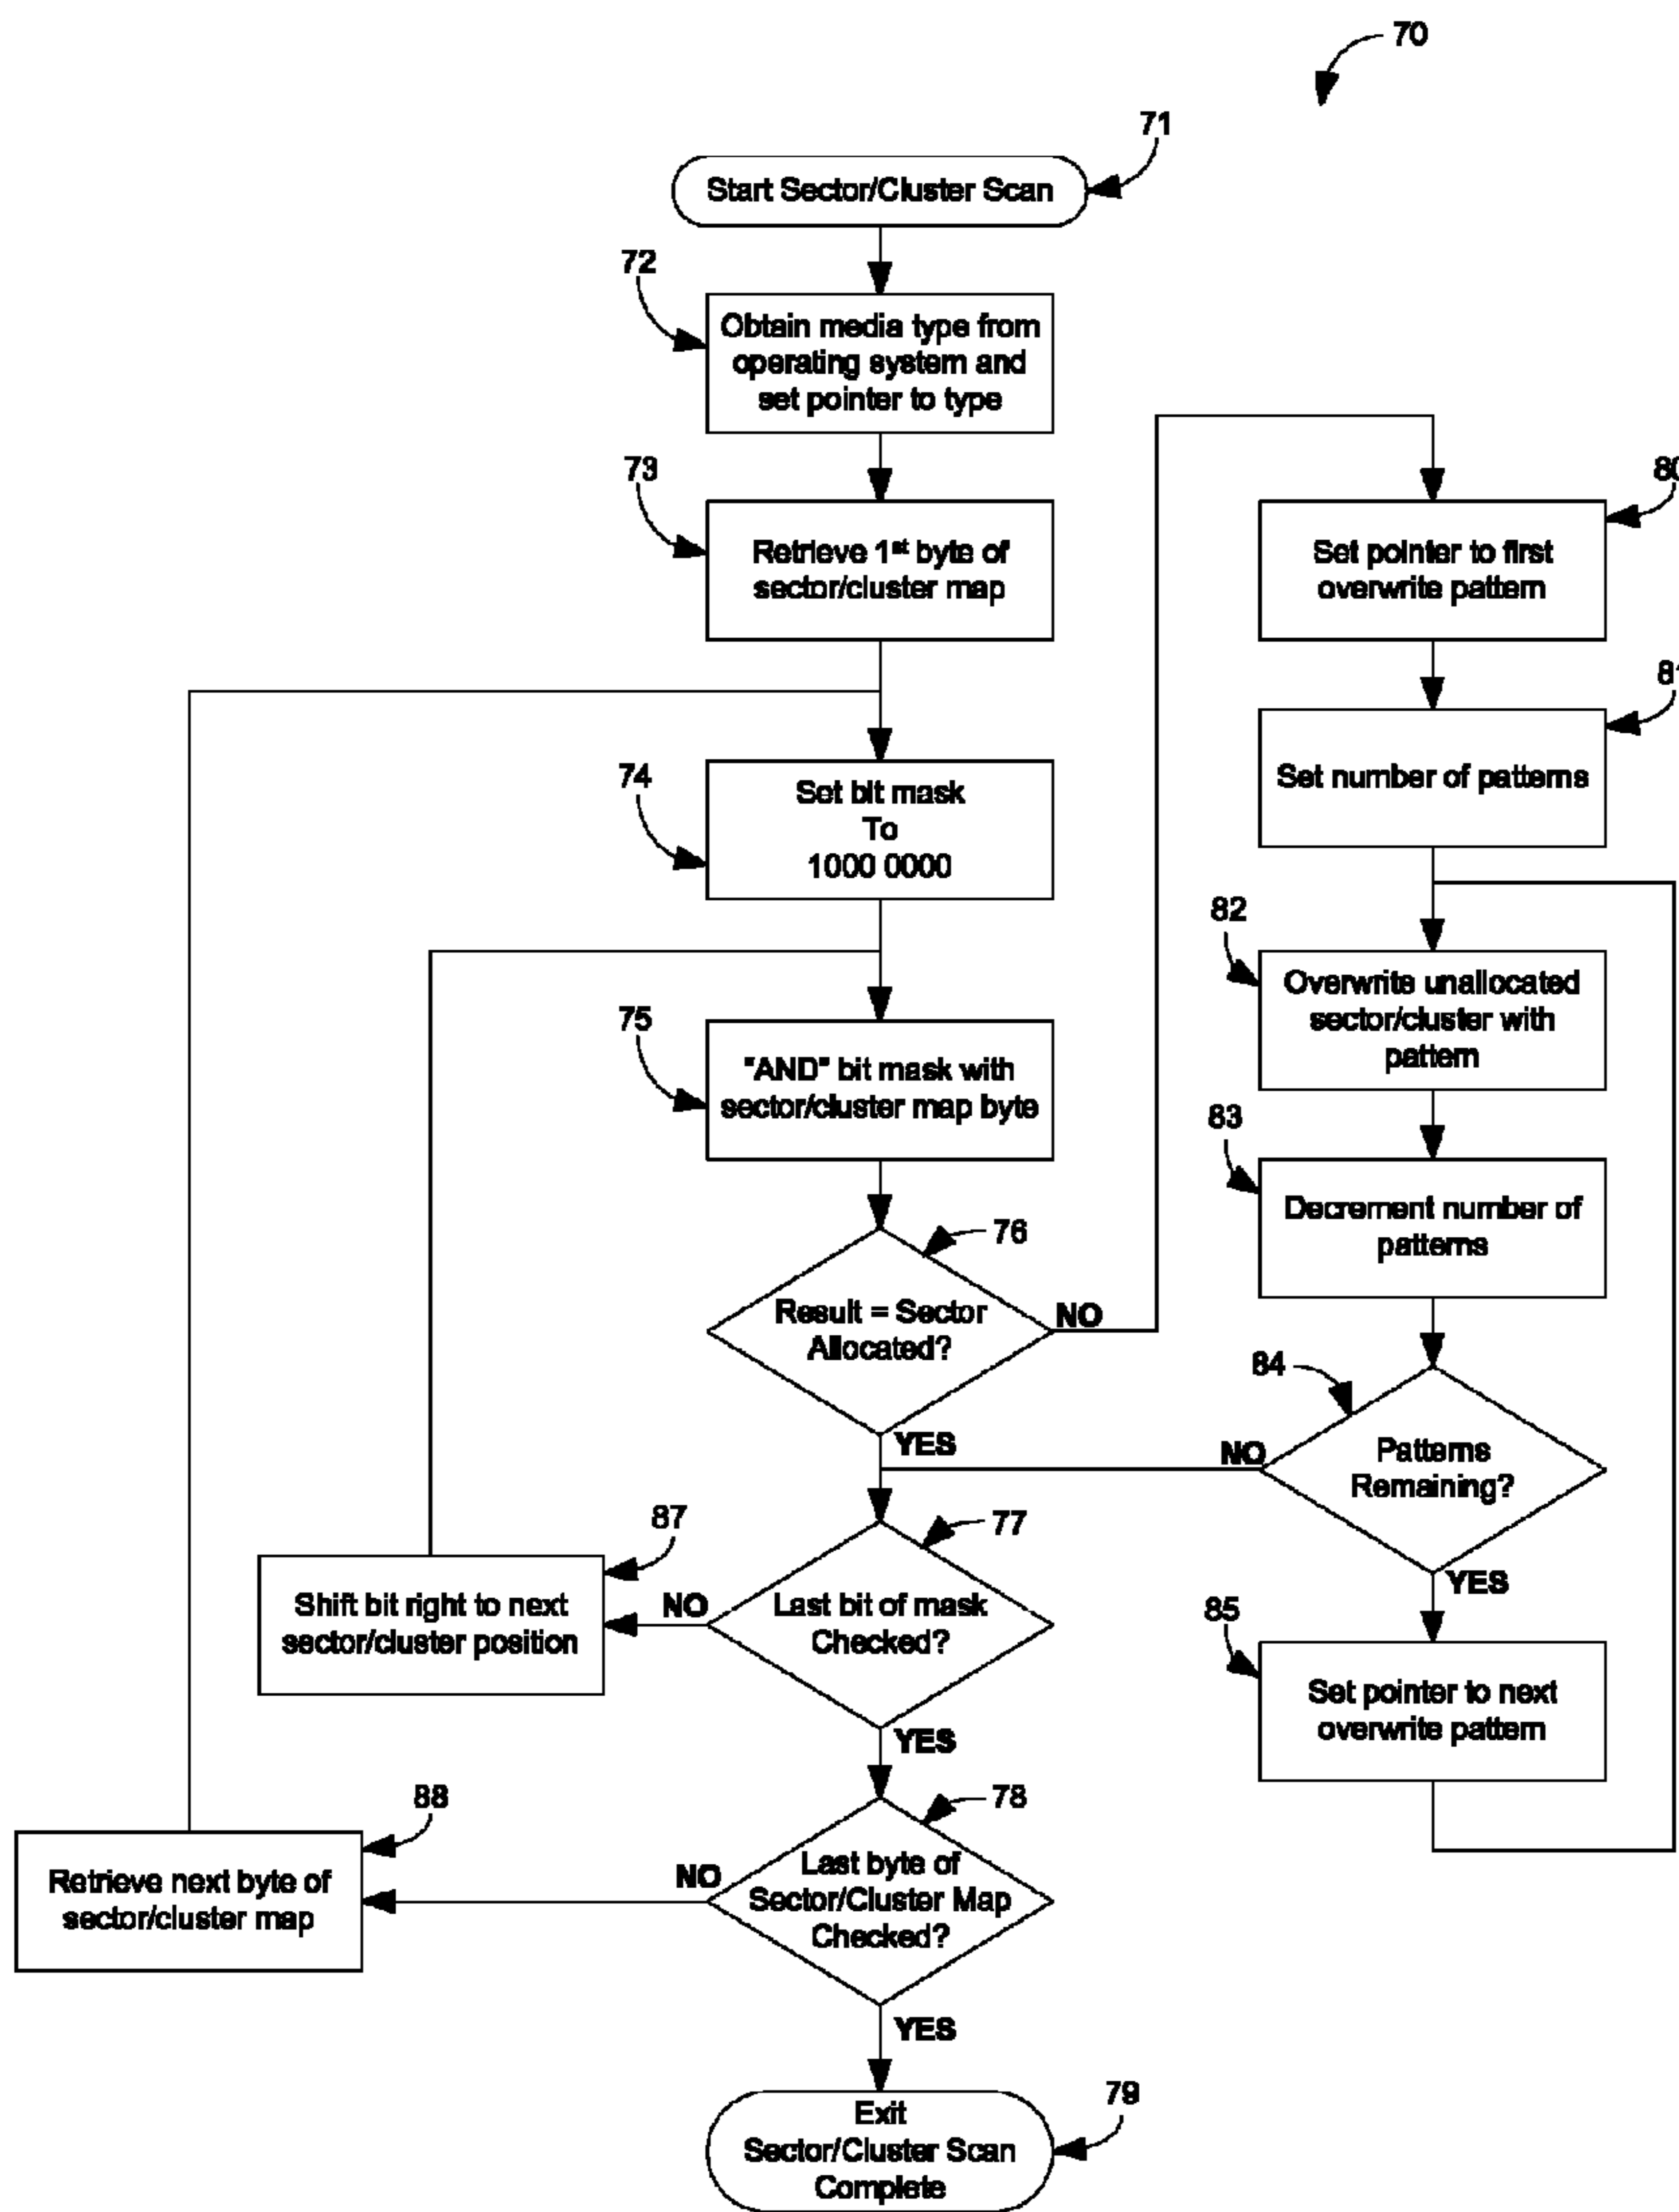 70
71
Start Sector/Cluster Scan
72
Obtain media type from
operating system and
set pointer to type
73
Retrieve 1st byte of
sector/cluster map
74
Set bit mask
To
1000 0000
75
"AND" bit mask with
sector/cluster map byte
76
Result = Sector
Allocated?
NO
YES
77
Last bit of mask
Checked?
NO
YES
87
Shift bit right to next
sector/cluster position
78
Last byte of
Sector/Cluster Map
Checked?
NO
YES
88
Retrieve next byte of
sector/cluster map
79
Exit
Sector/Cluster Scan
Complete
80
Set pointer to first
overwrite pattern
81
Set number of patterns
82
Overwrite unallocated
sector/cluster with
pattern
83
Decrement number of
patterns
84
Patterns
Remaining?
NO
YES
85
Set pointer to next
overwrite pattern